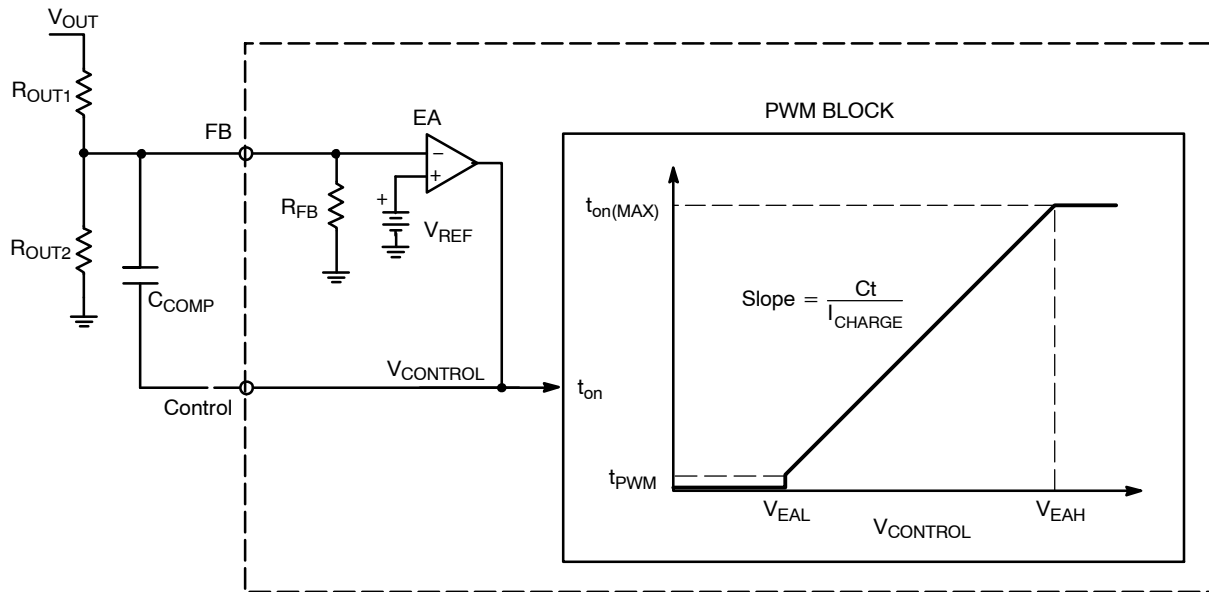 VOUT
ROUT1
ROUT2
CCOMP
FB
Control
RFB
EA
−
+
+
VREF
VCONTROL
ton
PWM BLOCK
ton(MAX)
Slope = Ct / ICHARGE
tPWM
VEAL
VCONTROL
VEAH